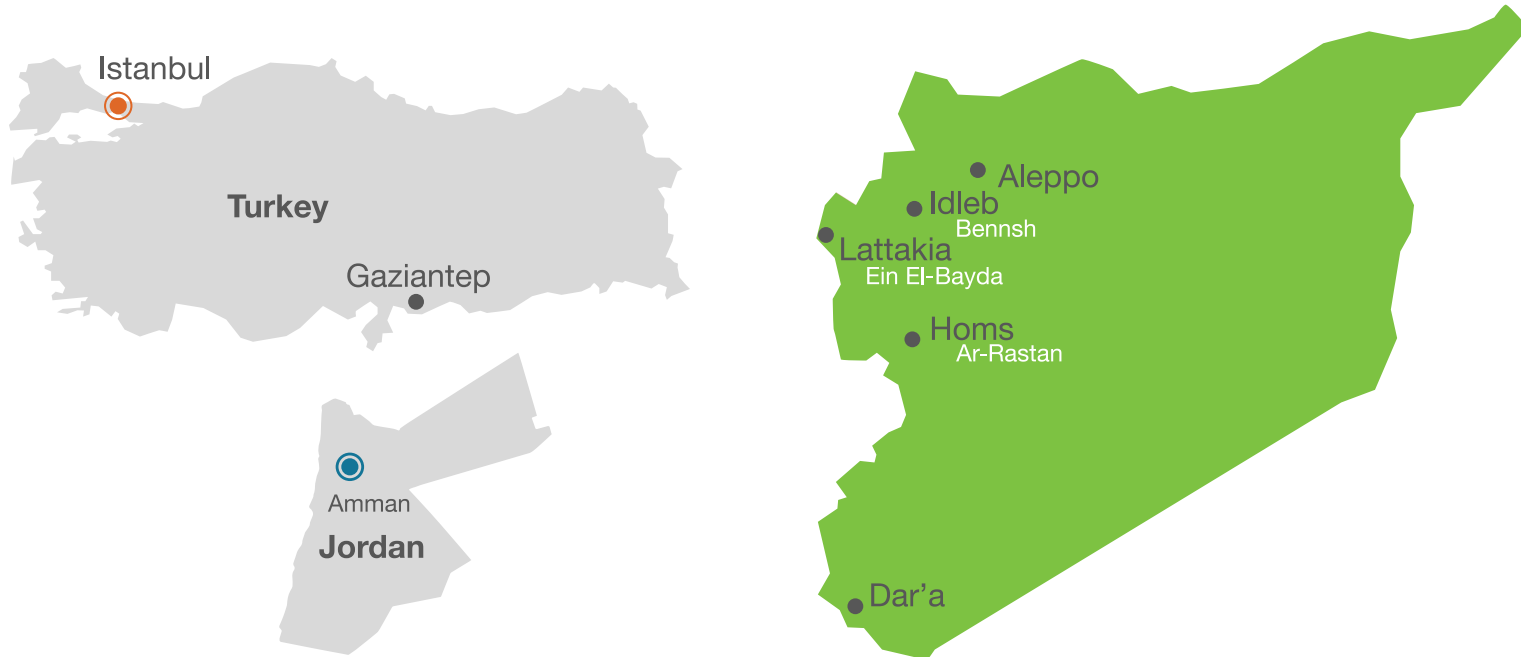 Istanbul
Turkey
Gaziantep
Amman
Jordan
Aleppo
Idleb
Bennsh
Lattakia
Ein El-Bayda
Homs
Ar-Rastan
Dar’a